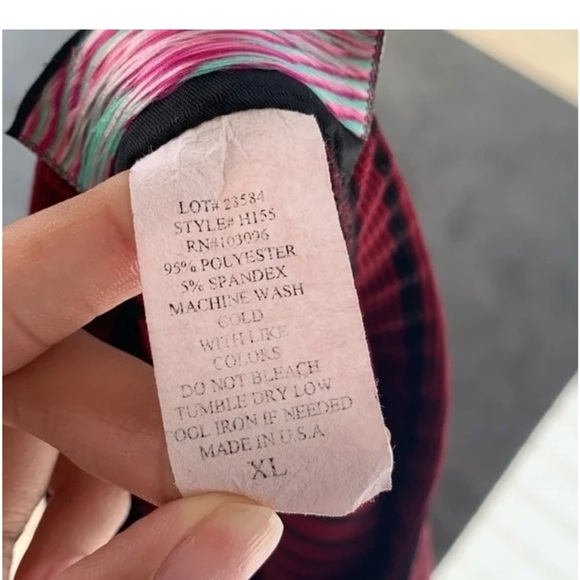 LOT# 23584
STYLE# H155
RN#103096
95% POLYESTER
5% SPANDEX
MACHINE WASH
COLD
WITH LIKE
COLORS
DO NOT BLEACH
TUMBLE DRY LOW
COOL IRON IF NEEDED
MADE IN U.S.A
XL